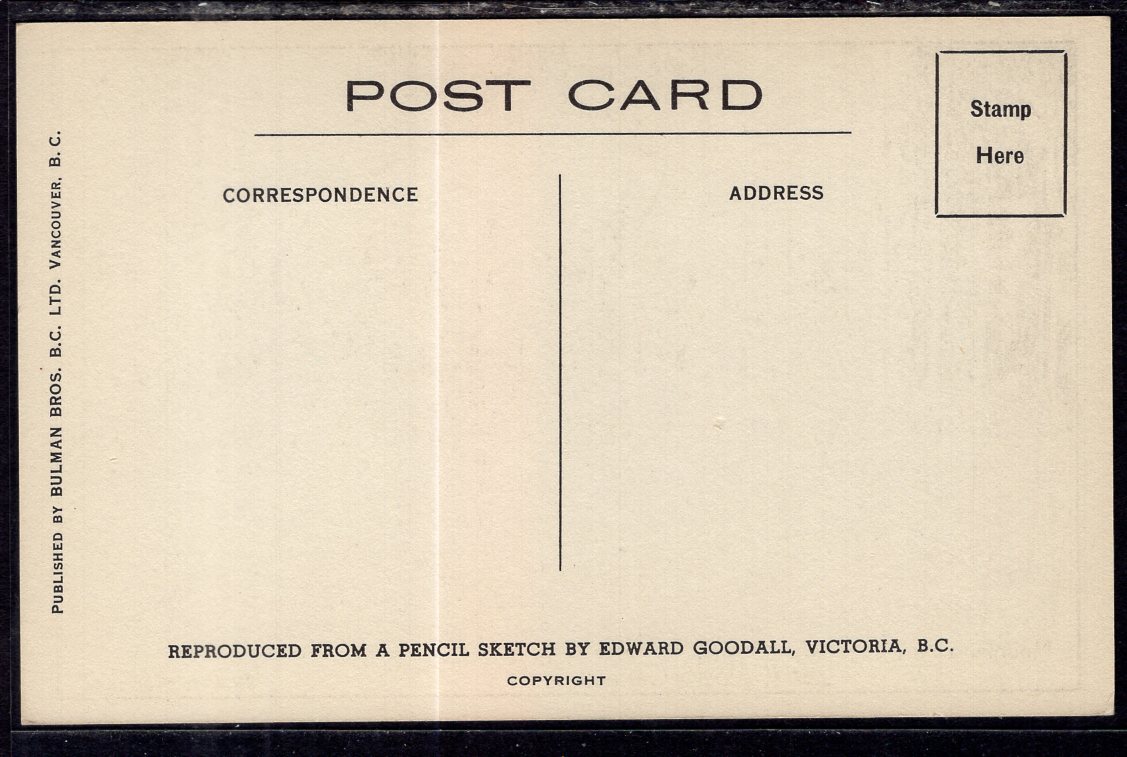 POST CARD
Stamp
Here
CORRESPONDENCE
ADDRESS
PUBLISHED BY BULMAN BROS. B.C. LTD. VANCOUVER, B. C.
REPRODUCED FROM A PENCIL SKETCH BY EDWARD GOODALL, VICTORIA, B.C.
COPYRIGHT